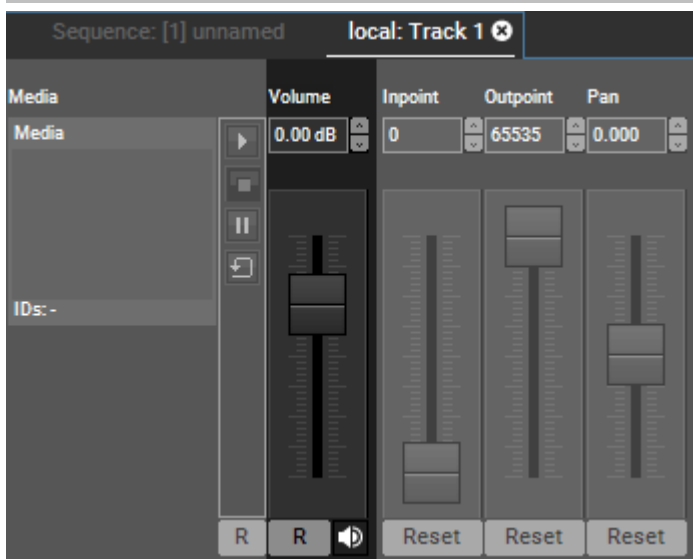 Sequence: [1] unnamed
local: Track 1
Media Volume Inpoint Outpoint Pan
Media 0.00 dB 0 65535 0.000
IDs: -
R R Reset Reset Reset